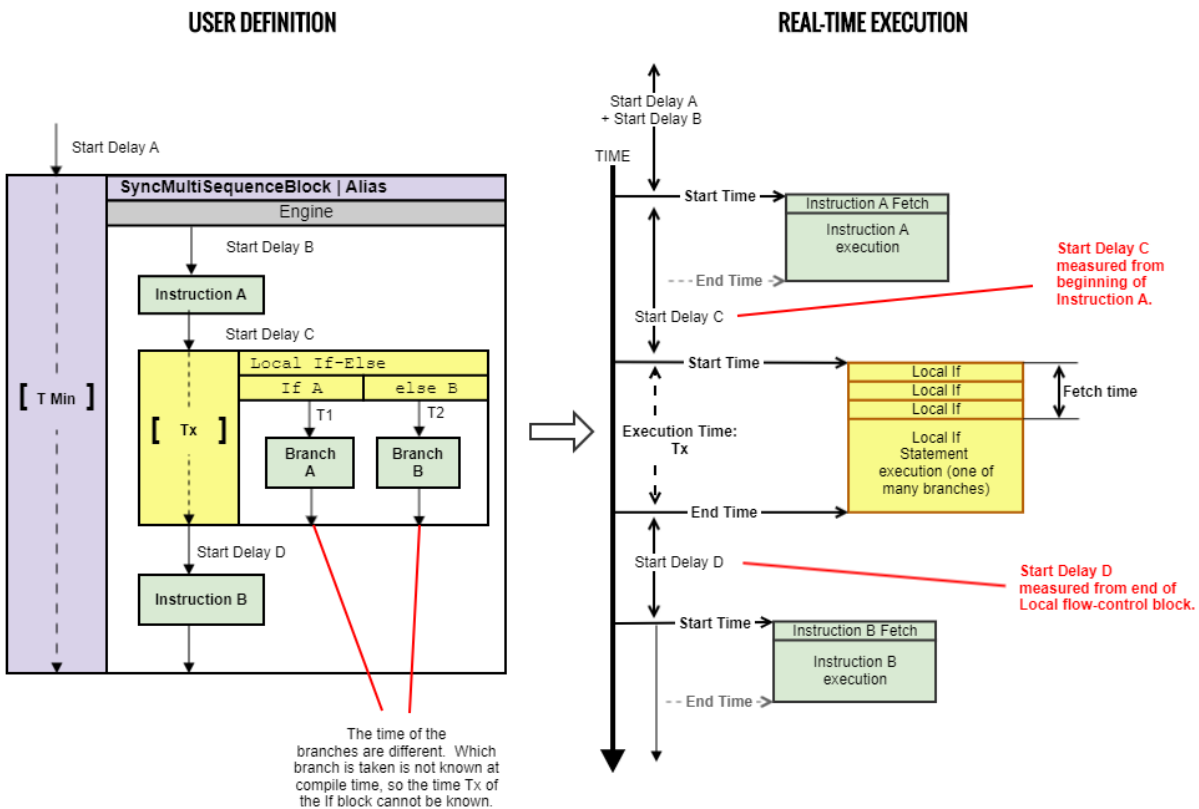 USER DEFINITION
Start Delay A
SyncMultiSequenceBlock | Alias
Engine
Start Delay B
Instruction A
Start Delay C
Local If-Else
If A
else B
[ T Min ]
[ Tx ]
T1
T2
Branch
A
Branch
B
Start Delay D
Instruction B
The time of the
branches are different. Which
branch is taken is not known at
compile time, so the time Tx of
the If block cannot be known.
REAL-TIME EXECUTION
Start Delay A
+ Start Delay B
TIME
Start Time
Instruction A Fetch
Instruction A
execution
End Time
Start Delay C
Start Delay C
measured from
beginning of
Instruction A.
Start Time
Local If
Local If
Local If
Fetch time
Execution Time:
Tx
Local If
Statement
execution (one of
many branches)
End Time
Start Delay D
Start Delay D
measured from end of
Local flow-control block.
Start Time
Instruction B Fetch
Instruction B
execution
End Time